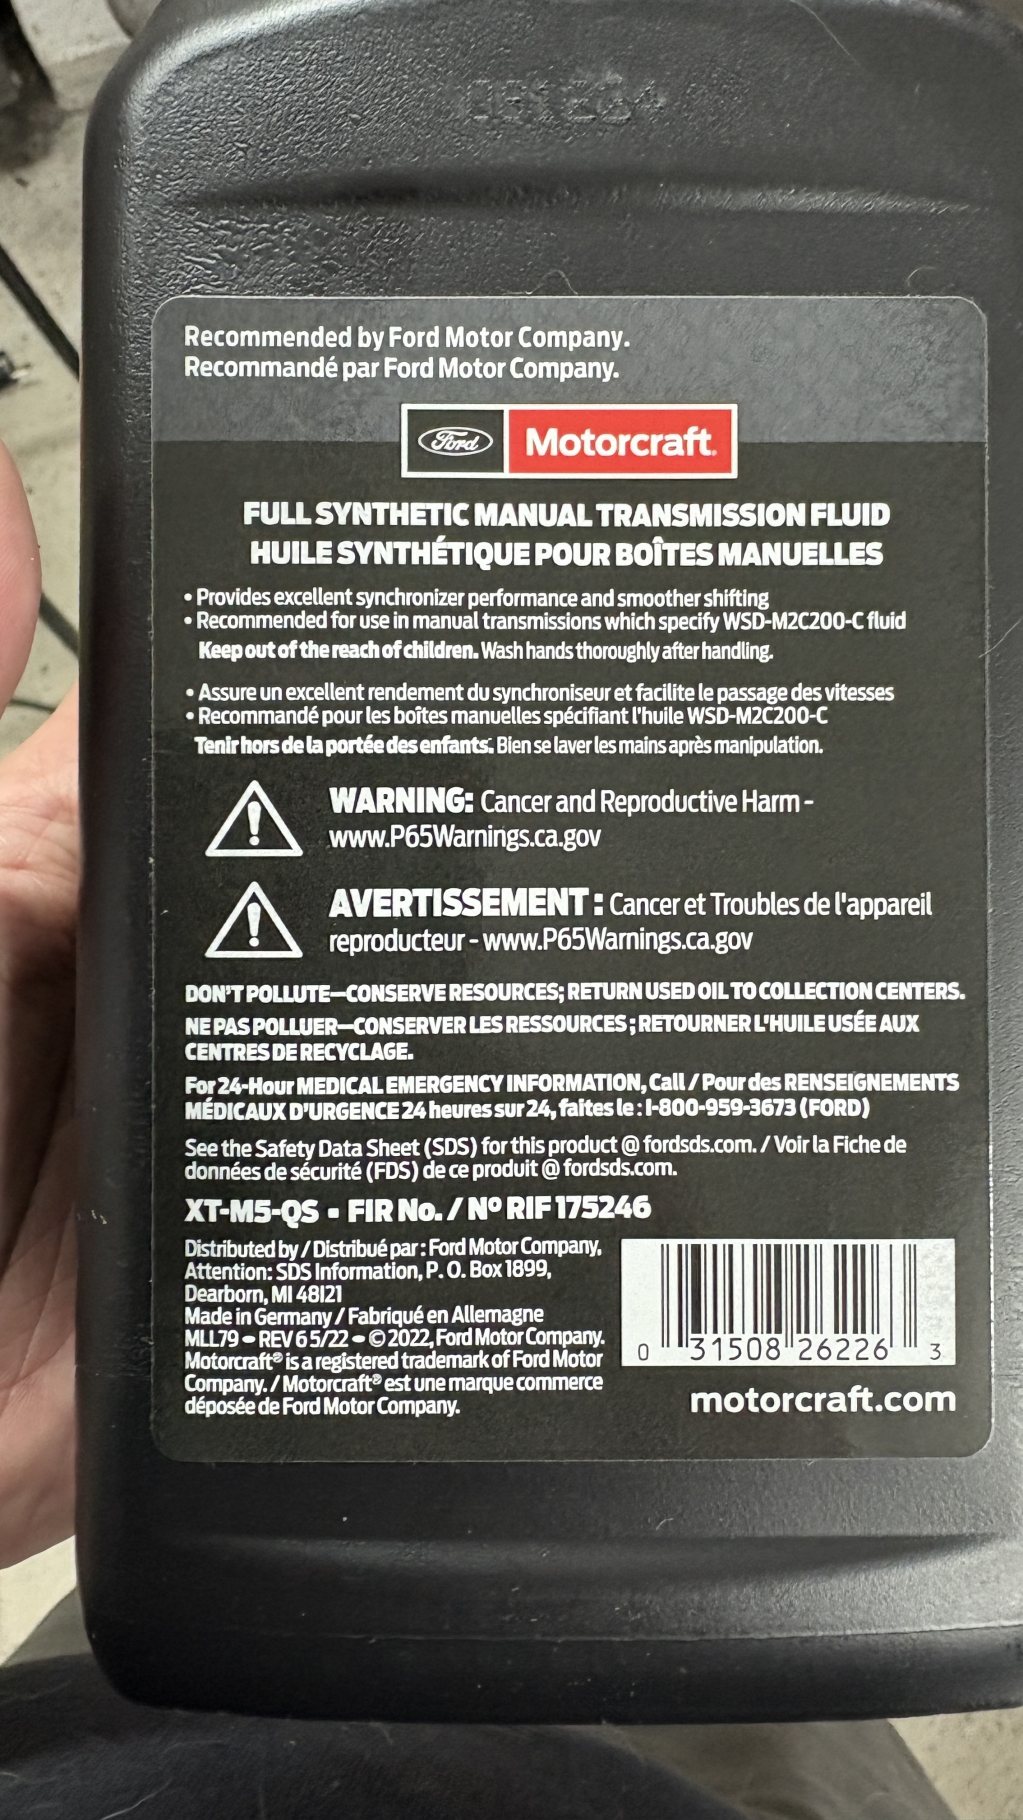 Recommended by Ford Motor Company.
Recommandé par Ford Motor Company.
Ford Motorcraft®
FULL SYNTHETIC MANUAL TRANSMISSION FLUID
HUILE SYNTHÉTIQUE POUR BOÎTES MANUELLES
• Provides excellent synchronizer performance and smoother shifting
• Recommended for use in manual transmissions which specify WSD-M2C200-C fluid
Keep out of the reach of children. Wash hands thoroughly after handling.
• Assure un excellent rendement du synchroniseur et facilite le passage des vitesses
• Recommandé pour les boîtes manuelles spécifiant l'huile WSD-M2C200-C
Tenir hors de la portée des enfants. Bien se laver les mains après manipulation.
WARNING: Cancer and Reproductive Harm -
www.P65Warnings.ca.gov
AVERTISSEMENT : Cancer et Troubles de l'appareil
reproducteur - www.P65Warnings.ca.gov
DON'T POLLUTE—CONSERVE RESOURCES; RETURN USED OIL TO COLLECTION CENTERS.
NE PAS POLLUER—CONSERVER LES RESSOURCES ; RETOURNER L'HUILE USÉE AUX
CENTRES DE RECYCLAGE.
For 24-Hour MEDICAL EMERGENCY INFORMATION, Call / Pour des RENSEIGNEMENTS
MÉDICAUX D'URGENCE 24 heures sur 24, faites le : 1-800-959-3673 (FORD)
See the Safety Data Sheet (SDS) for this product @ fordsds.com. / Voir la Fiche de
données de sécurité (FDS) de ce produit @ fordsds.com.
XT-M5-QS ▪ FIR No. / Nº RIF 175246
Distributed by / Distribué par : Ford Motor Company,
Attention: SDS Information, P. O. Box 1899,
Dearborn, MI 48121
Made in Germany / Fabriqué en Allemagne
MLL79 – REV 6 5/22 – © 2022, Ford Motor Company.
Motorcraft® is a registered trademark of Ford Motor
Company. / Motorcraft® est une marque commerce
déposée de Ford Motor Company.
0 31508 26226 3
motorcraft.com